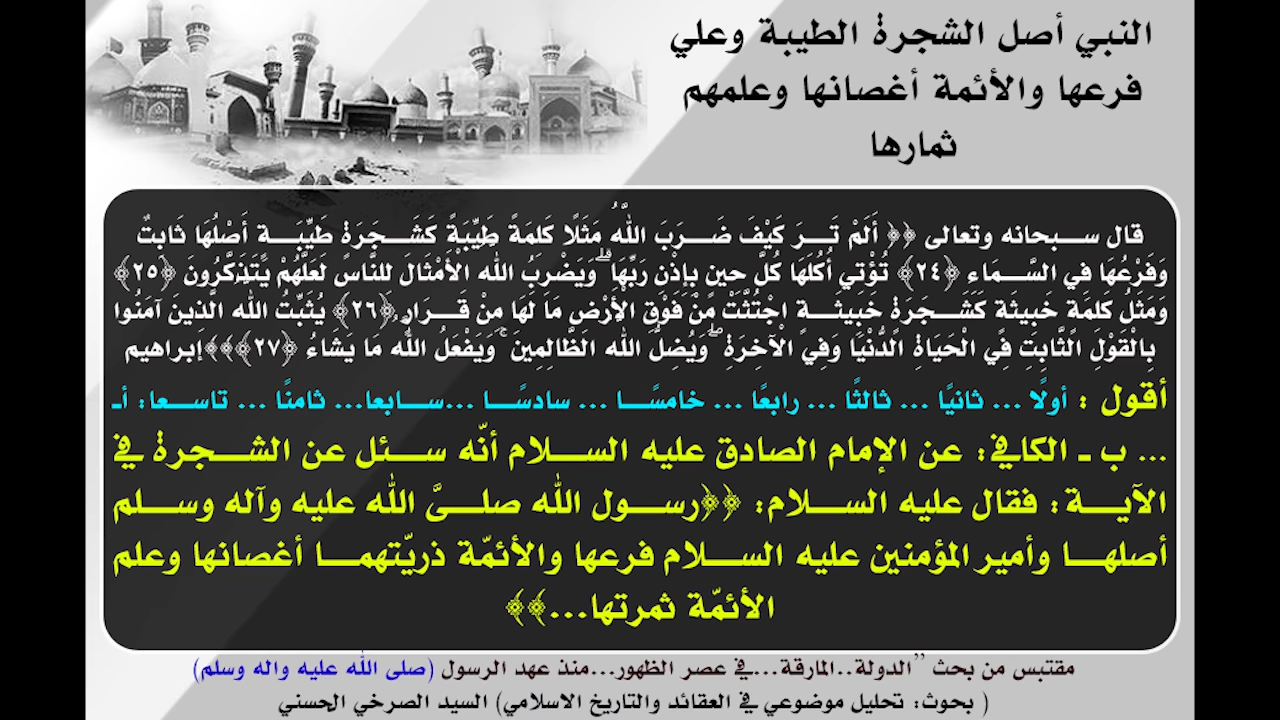 النبي أصل الشجرة الطيبة وعلي
فرعها والأئمة أغصانها وعلمهم
ثمارها
قال سبحانه وتعالى ﴿﴿ أَلَمْ تَرَ كَيْفَ ضَرَبَ اللَّهُ مَثَلًا كَلِمَةً طَيِّبَةً كَشَجَرَةٍ طَيِّبَةٍ أَصْلُهَا ثَابِتٌ
وَفَرْعُهَا فِي السَّمَاءِ ﴿٢٤﴾ تُؤْتِي أُكُلَهَا كُلَّ حِينٍ بِإِذْنِ رَبِّهَا ۗ وَيَضْرِبُ اللَّهُ الْأَمْثَالَ لِلنَّاسِ لَعَلَّهُمْ يَتَذَكَّرُونَ ﴿٢٥﴾
وَمَثَلُ كَلِمَةٍ خَبِيثَةٍ كَشَجَرَةٍ خَبِيثَةٍ اجْتُثَّتْ مِنْ فَوْقِ الْأَرْضِ مَا لَهَا مِنْ قَرَارٍ ﴿٢٦﴾ يُثَبِّتُ اللَّهُ الَّذِينَ آمَنُوا
بِالْقَوْلِ الثَّابِتِ فِي الْحَيَاةِ الدُّنْيَا وَفِي الْآخِرَةِ ۖ وَيُضِلُّ اللَّهُ الظَّالِمِينَ ۚ وَيَفْعَلُ اللَّهُ مَا يَشَاءُ ﴿٢٧﴾﴾﴾إبراهيم
أقول : أولًا ... ثانيًا ... ثالثًا ... رابعًا ... خامسًا ... سادسًا ...سابعا... ثامنًا ... تاسعا: أـ
... ب ـ الكافي: عن الإمام الصادق عليه السلام أنّه سئل عن الشجرة في
الآية: فقال عليه السلام: ﴿﴿رسول الله صلىَّ الله عليه وآله وسلم
أصلها وأمير المؤمنين عليه السلام فرعها والأئمّة ذريّتهما أغصانها وعلم
الأئمّة ثمرتها...﴾﴾
مقتبس من بحث "الدولة..المارقة...في عصر الظهور...منذ عهد الرسول (صلى الله عليه واله وسلم)
( بحوث: تحليل موضوعي في العقائد والتاريخ الاسلامي) السيد الصرخي الحسني